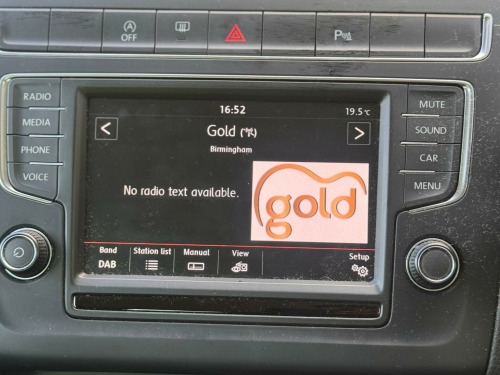 A OFF
P
RADIO
MEDIA
PHONE
VOICE
16:52
19.5°C
Gold
Birmingham
No radio text available.
gold
Band
DAB
Station list
Manual
View
Setup
MUTE
SOUND
CAR
MENU